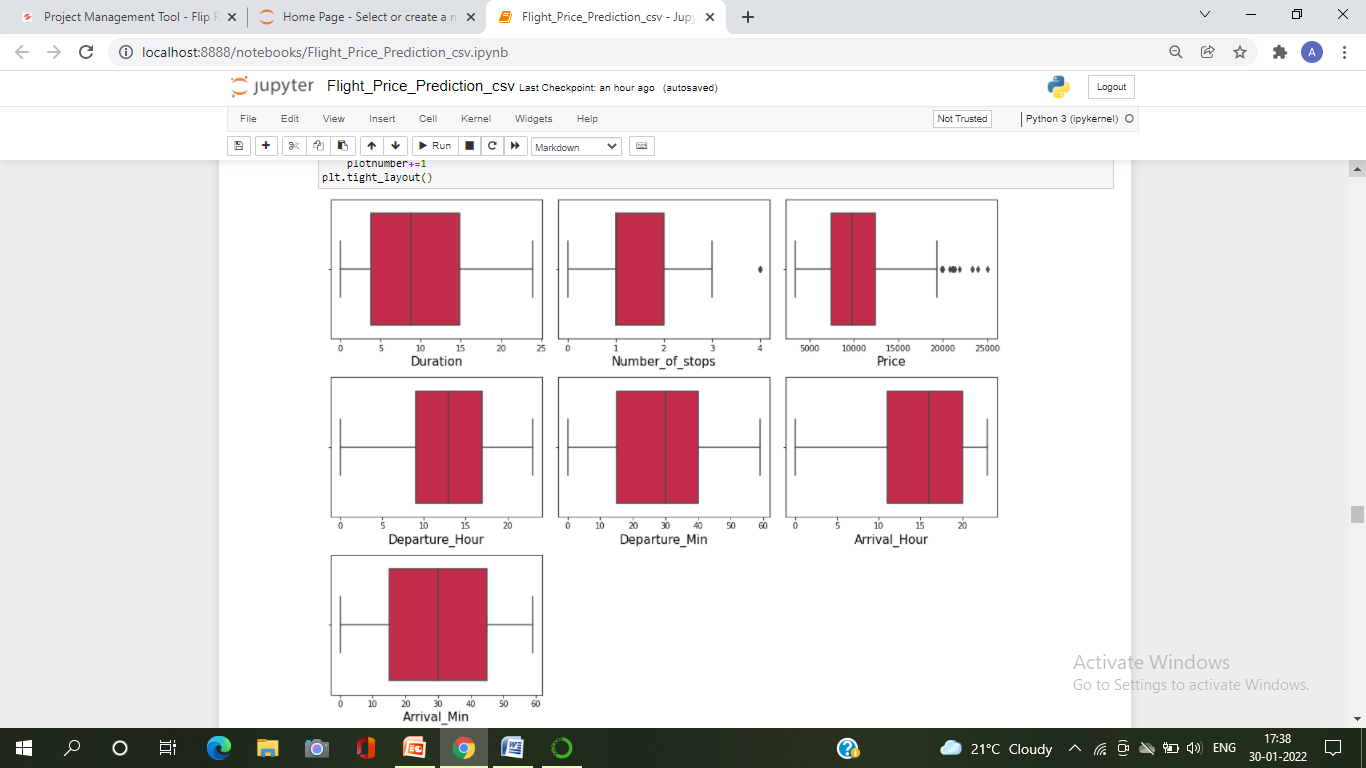 Project Management Tool - Flip R
Home Page - Select or create a n
Flight_Price_Prediction_csv - Jupy
localhost:8888/notebooks/Flight_Price_Prediction_csv.ipynb
A
jupyter Flight_Price_Prediction_csv Last Checkpoint: an hour ago (autosaved)
Logout
File Edit View Insert Cell Kernel Widgets Help
Not Trusted
Python 3 (ipykernel)
Run
Markdown
plotnumber+=1
plt.tight_layout()
0 5 10 15 20 25
Duration
0 1 2 3 4
Number_of_stops
5000 10000 15000 20000 25000
Price
0 5 10 15 20
Departure_Hour
0 10 20 30 40 50 60
Departure_Min
0 5 10 15 20
Arrival_Hour
0 10 20 30 40 50 60
Arrival_Min
Activate Windows
Go to Settings to activate Windows.
21°C Cloudy
ENG
17:38
30-01-2022